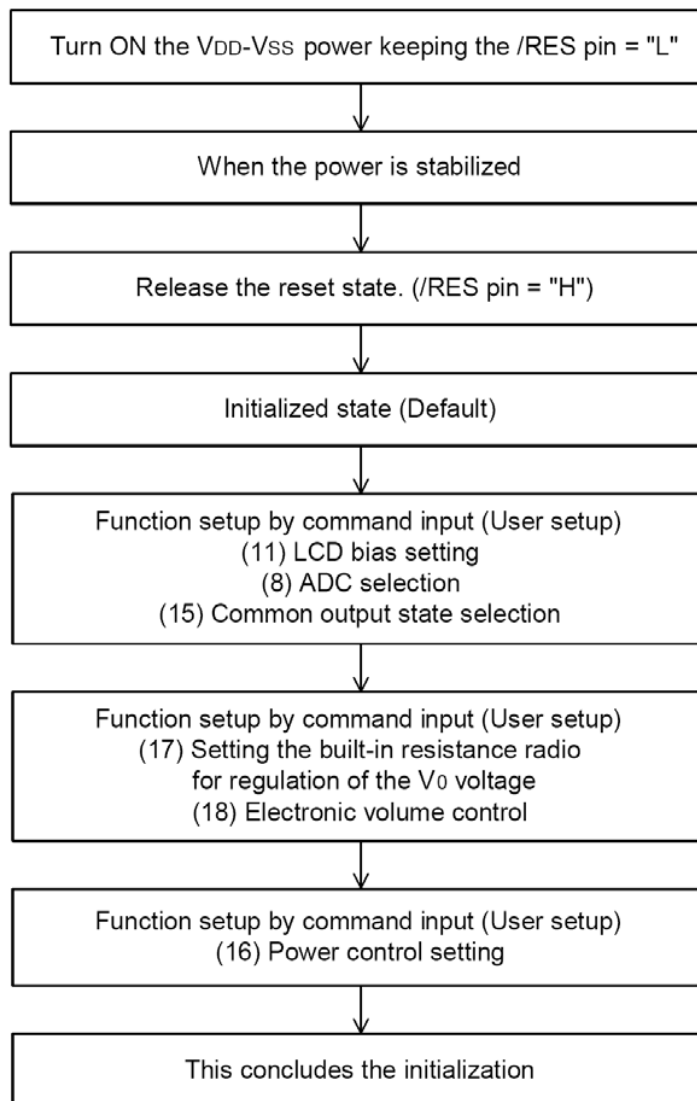 Turn ON the VDD-VSS power keeping the /RES pin = "L"
When the power is stabilized
Release the reset state. (/RES pin = "H")
Initialized state (Default)
Function setup by command input (User setup)
(11) LCD bias setting
(8) ADC selection
(15) Common output state selection
Function setup by command input (User setup)
(17) Setting the built-in resistance radio
for regulation of the V0 voltage
(18) Electronic volume control
Function setup by command input (User setup)
(16) Power control setting
This concludes the initialization